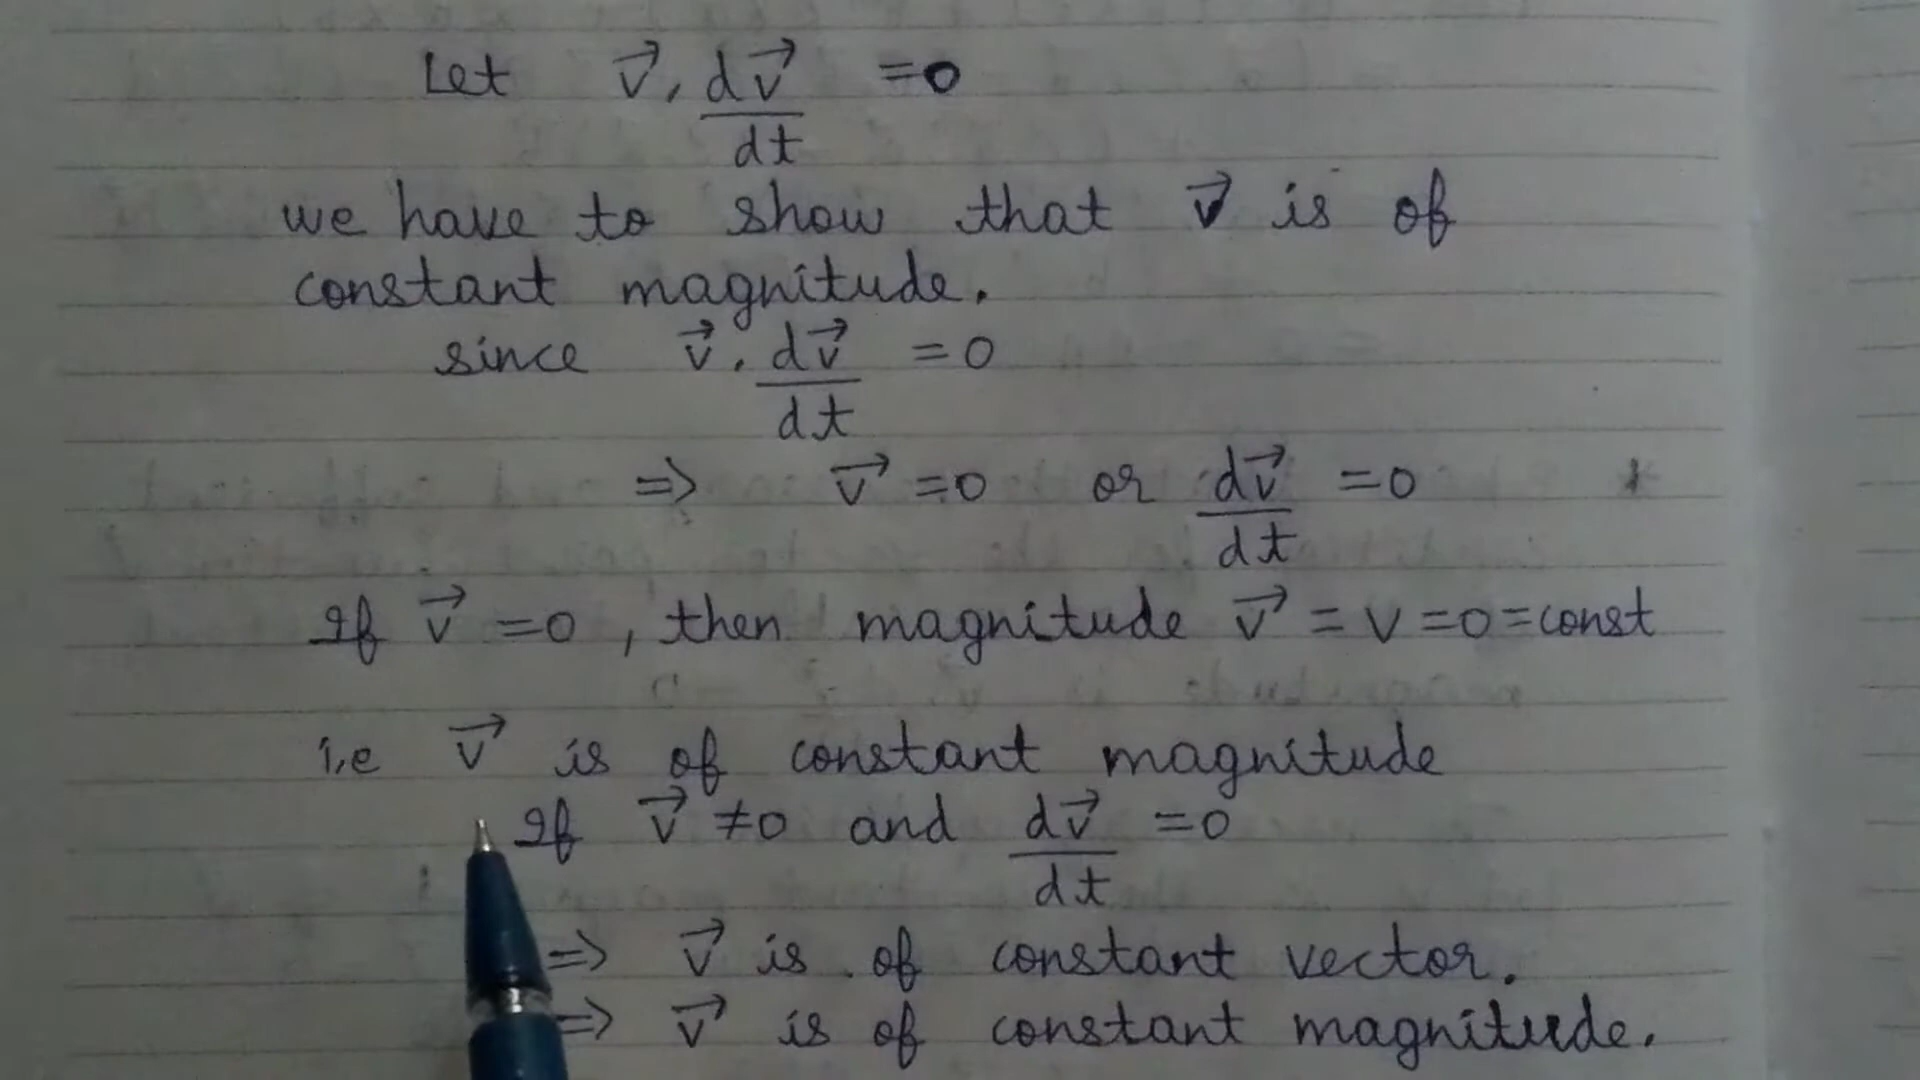 Let v⃗ . dv⃗/dt = 0
we have to show that v⃗ is of
constant magnitude.
since v⃗ . dv⃗/dt = 0
=> v⃗ = 0 or dv⃗/dt = 0
If v⃗ = 0 , then magnitude v⃗ = v = 0 = const
i.e v⃗ is of constant magnitude
If v⃗ ≠ 0 and dv⃗/dt = 0
=> v⃗ is of constant vector.
=> v⃗ is of constant magnitude.